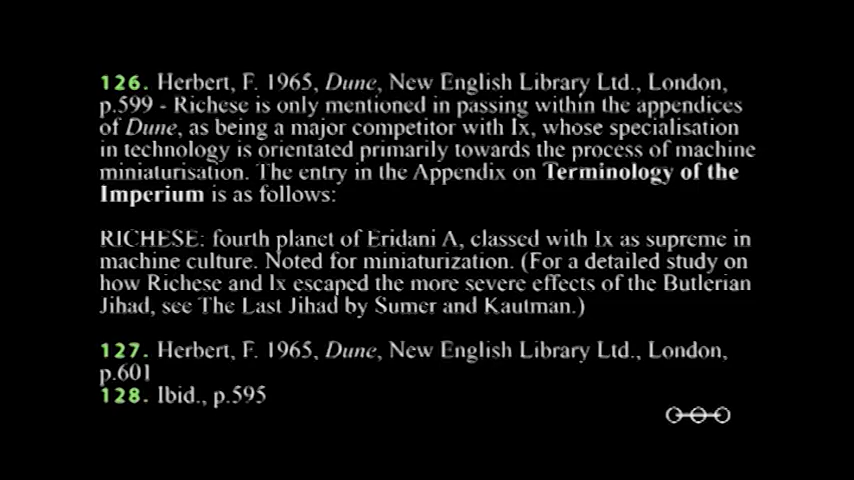 126. Herbert, F. 1965, Dune, New English Library Ltd., London,
p.599 - Richese is only mentioned in passing within the appendices
of Dune, as being a major competitor with Ix, whose specialisation
in technology is orientated primarily towards the process of machine
miniaturisation. The entry in the Appendix on Terminology of the
Imperium is as follows:
RICHESE: fourth planet of Eridani A, classed with Ix as supreme in
machine culture. Noted for miniaturization. (For a detailed study on
how Richese and Ix escaped the more severe effects of the Butlerian
Jihad, see The Last Jihad by Sumer and Kautman.)
127. Herbert, F. 1965, Dune, New English Library Ltd., London,
p.601
128. Ibid., p.595